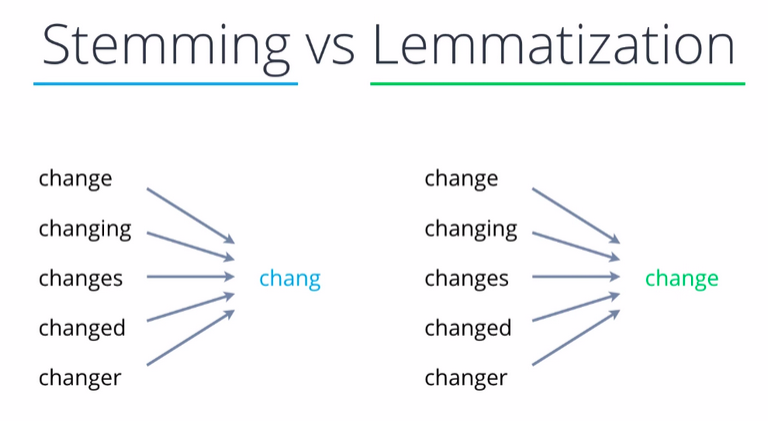 Stemming vs Lemmatization
change
changing
changes
changed
changer
chang
change
changing
changes
changed
changer
change